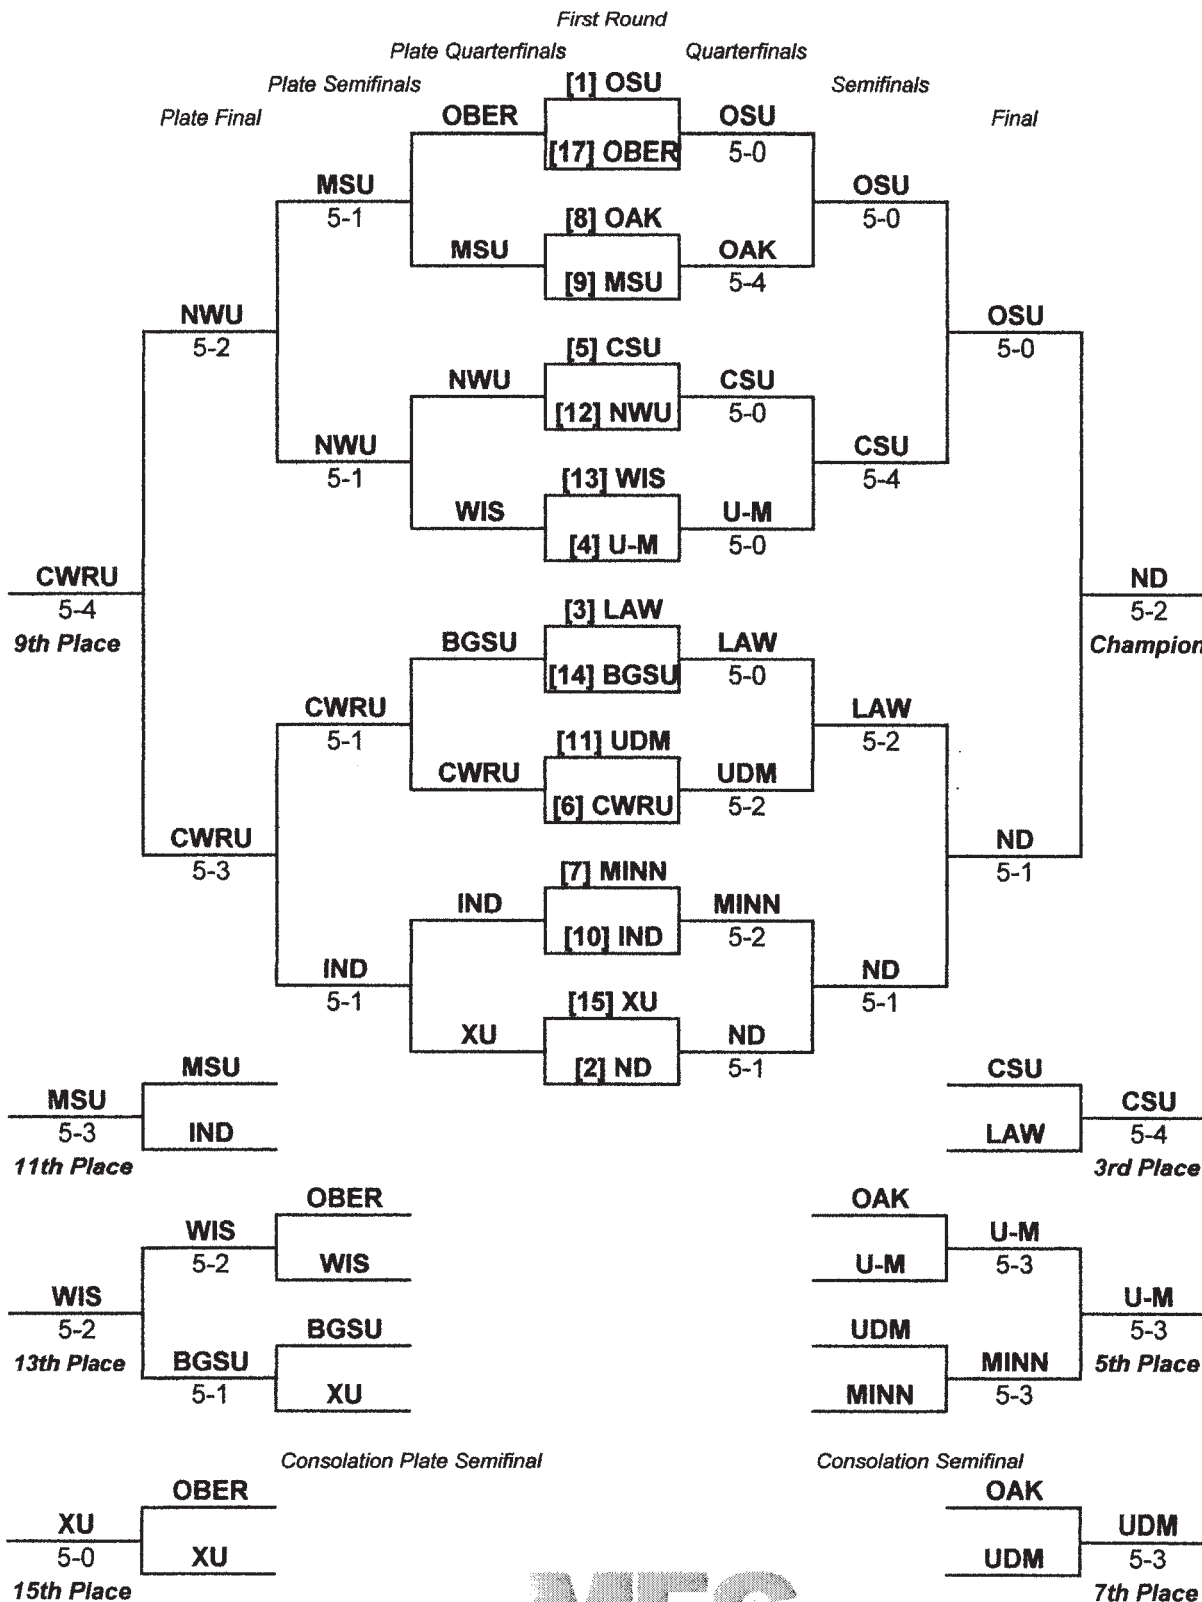 First Round
Plate Quarterfinals Quarterfinals
Plate Semifinals [1] OSU Semifinals
Plate Final OBER OSU Final
[17] OBER 5-0
MSU OSU
5-1 [8] OAK 5-0
MSU OAK
[9] MSU 5-4
NWU OSU
5-2 [5] CSU 5-0
NWU CSU
[12] NWU 5-0
NWU CSU
5-1 [13] WIS 5-4
WIS U-M
[4] U-M 5-0
CWRU ND
5-4 [3] LAW 5-2
9th Place BGSU LAW Champion
[14] BGSU 5-0
CWRU LAW
5-1 [11] UDM 5-2
CWRU UDM
[6] CWRU 5-2
CWRU ND
5-3 [7] MINN 5-1
IND MINN
[10] IND 5-2
IND ND
5-1 [15] XU 5-1
XU ND
[2] ND 5-1
MSU CSU
MSU CSU
5-3 IND LAW 5-4
11th Place 3rd Place
OBER OAK
WIS U-M
5-2 WIS U-M 5-3
WIS U-M
5-2 BGSU UDM 5-3
13th Place BGSU MINN 5th Place
5-1 XU MINN 5-3
Consolation Plate Semifinal Consolation Semifinal
OBER OAK
XU UDM
5-0 XU UDM 5-3
15th Place 7th Place